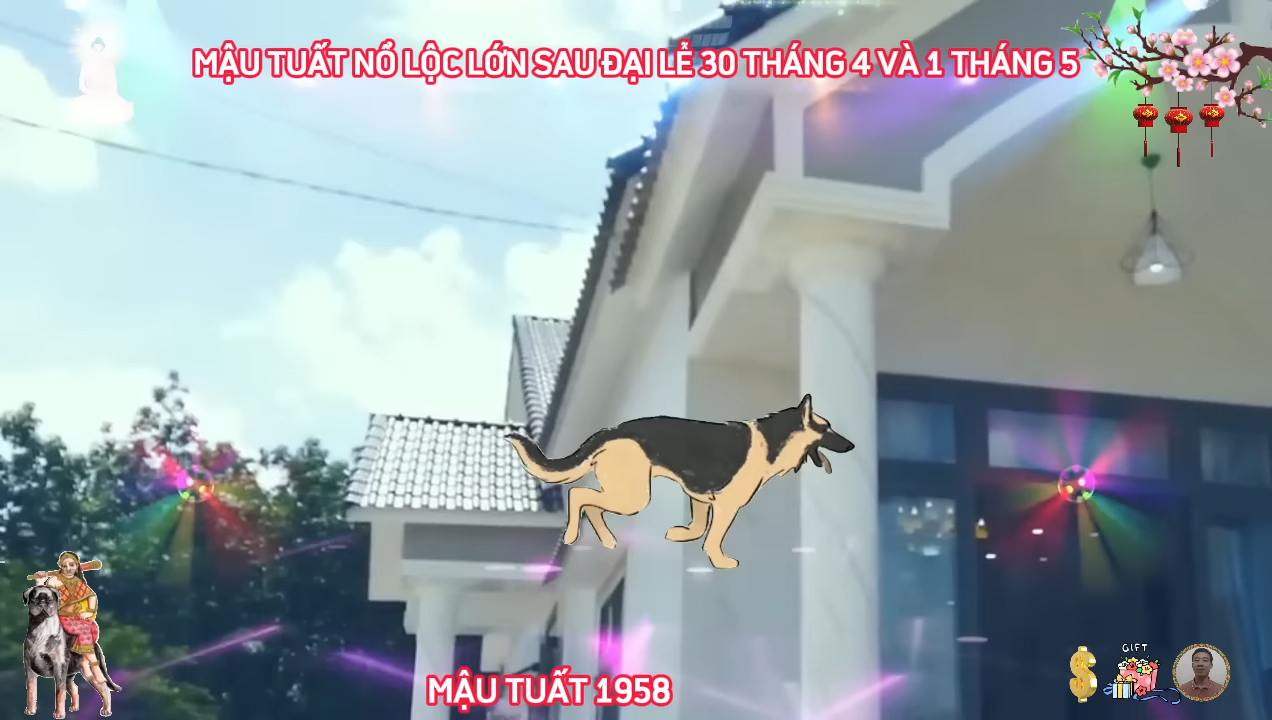 MẬU TUẤT NỔ LỘC LỚN SAU ĐẠI LỄ 30 THÁNG 4 VÀ 1 THÁNG 5
GIFT
MẬU TUẤT 1958